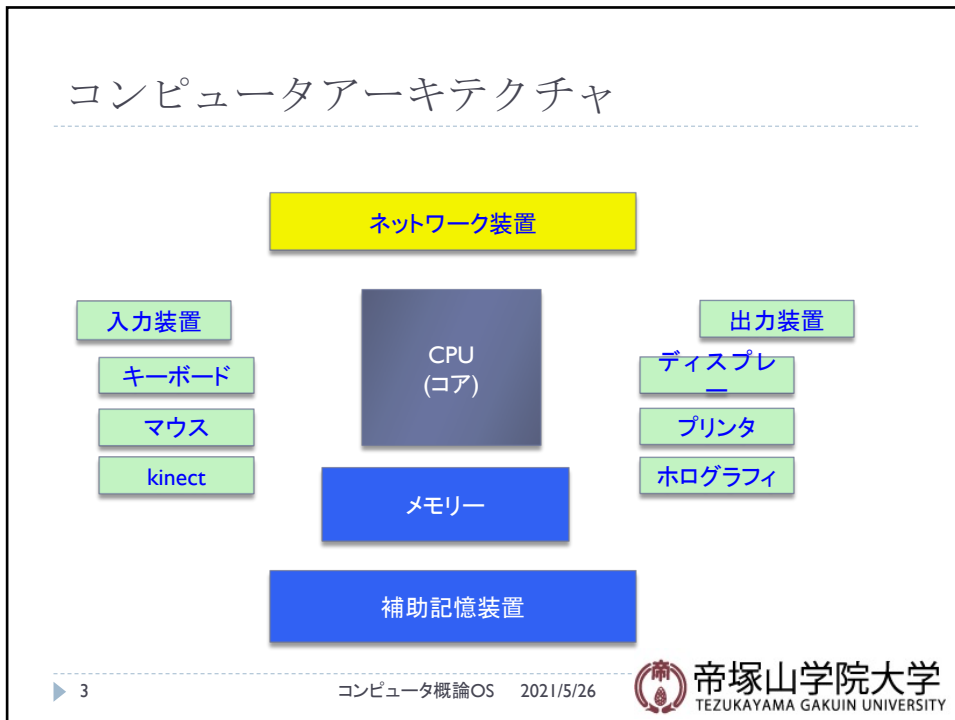 コンピュータアーキテクチャ
ネットワーク装置
入力装置
キーボード
マウス
kinect
CPU
(コア)
メモリー
補助記憶装置
出力装置
ディスプレ
ー
プリンタ
ホログラフィ
3
コンピュータ概論OS 2021/5/26
帝
帝塚山学院大学
TEZUKAYAMA GAKUIN UNIVERSITY